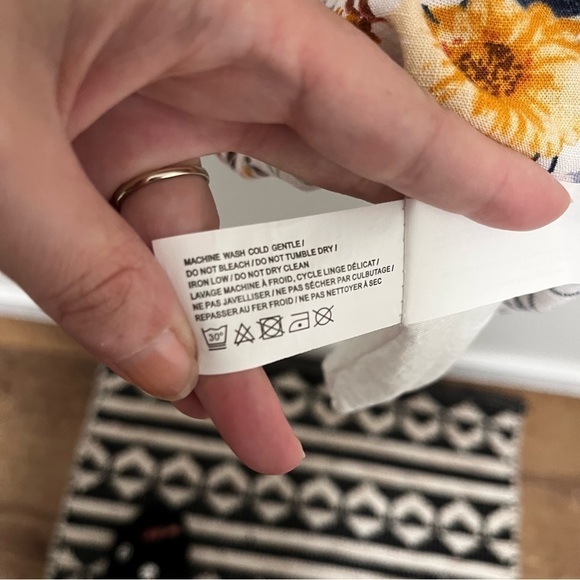 MACHINE WASH COLD GENTLE/
DO NOT BLEACH/DO NOT TUMBLE DRY/
IRON LOW/DO NOT DRY CLEAN
LAVAGE MACHINE À FROID, CYCLE LINGE DÉLICAT/
NE PAS JAVELLISER/NE PAS SÉCHER PAR CULBUTAGE/
REPASSER AU FER FROID/NE PAS NETTOYER À SEC
30°